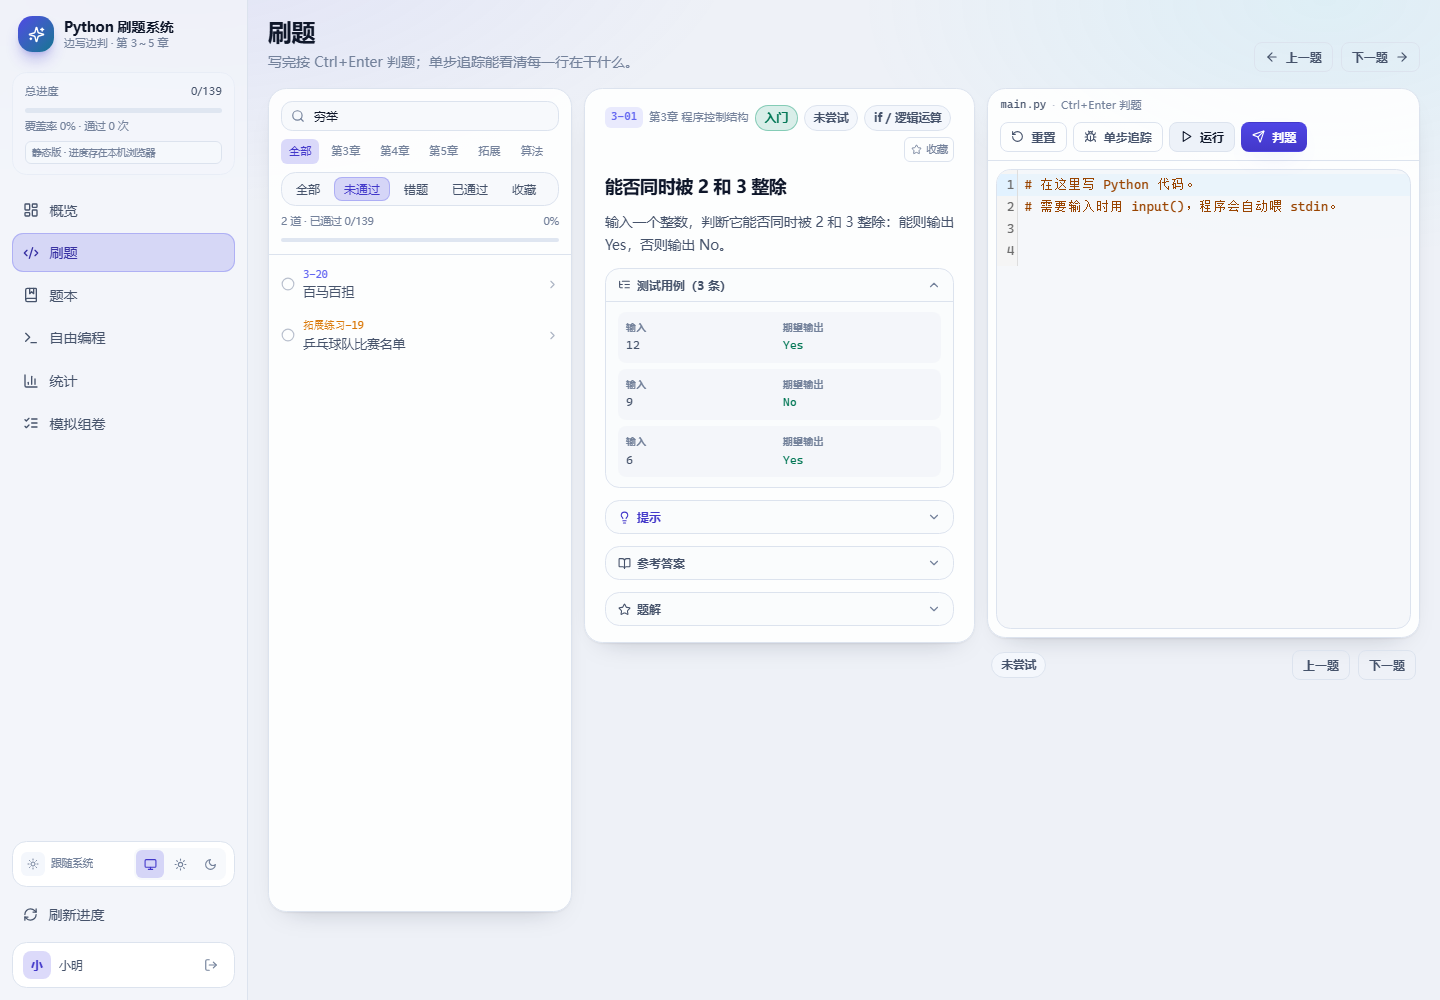 Python 刷题系统
边写边判 · 第 3～5 章
总进度 0/139
覆盖率 0% · 通过 0 次
静态版 · 进度存在本机浏览器
概览
刷题
题本
自由编程
统计
模拟组卷
跟随系统
刷新进度
小 小明
刷题
写完按 Ctrl+Enter 判题；单步追踪能看清每一行在干什么。
上一题 下一题
穷举
全部 第3章 第4章 第5章 拓展 算法
全部 未通过 错题 已通过 收藏
2 道 · 已通过 0/139 0%
3-20
百马百担
拓展练习-19
乒乓球队比赛名单
3-01 第3章 程序控制结构 入门 未尝试 if / 逻辑运算
收藏
能否同时被 2 和 3 整除
输入一个整数，判断它能否同时被 2 和 3 整除：能则输出
Yes，否则输出 No。
测试用例（3 条）
输入 期望输出
12 Yes
输入 期望输出
9 No
输入 期望输出
6 Yes
提示
参考答案
题解
main.py · Ctrl+Enter 判题
重置 单步追踪 运行 判题
1 # 在这里写 Python 代码。
2 # 需要输入时用 input()，程序会自动喂 stdin。
3
4
未尝试 上一题 下一题